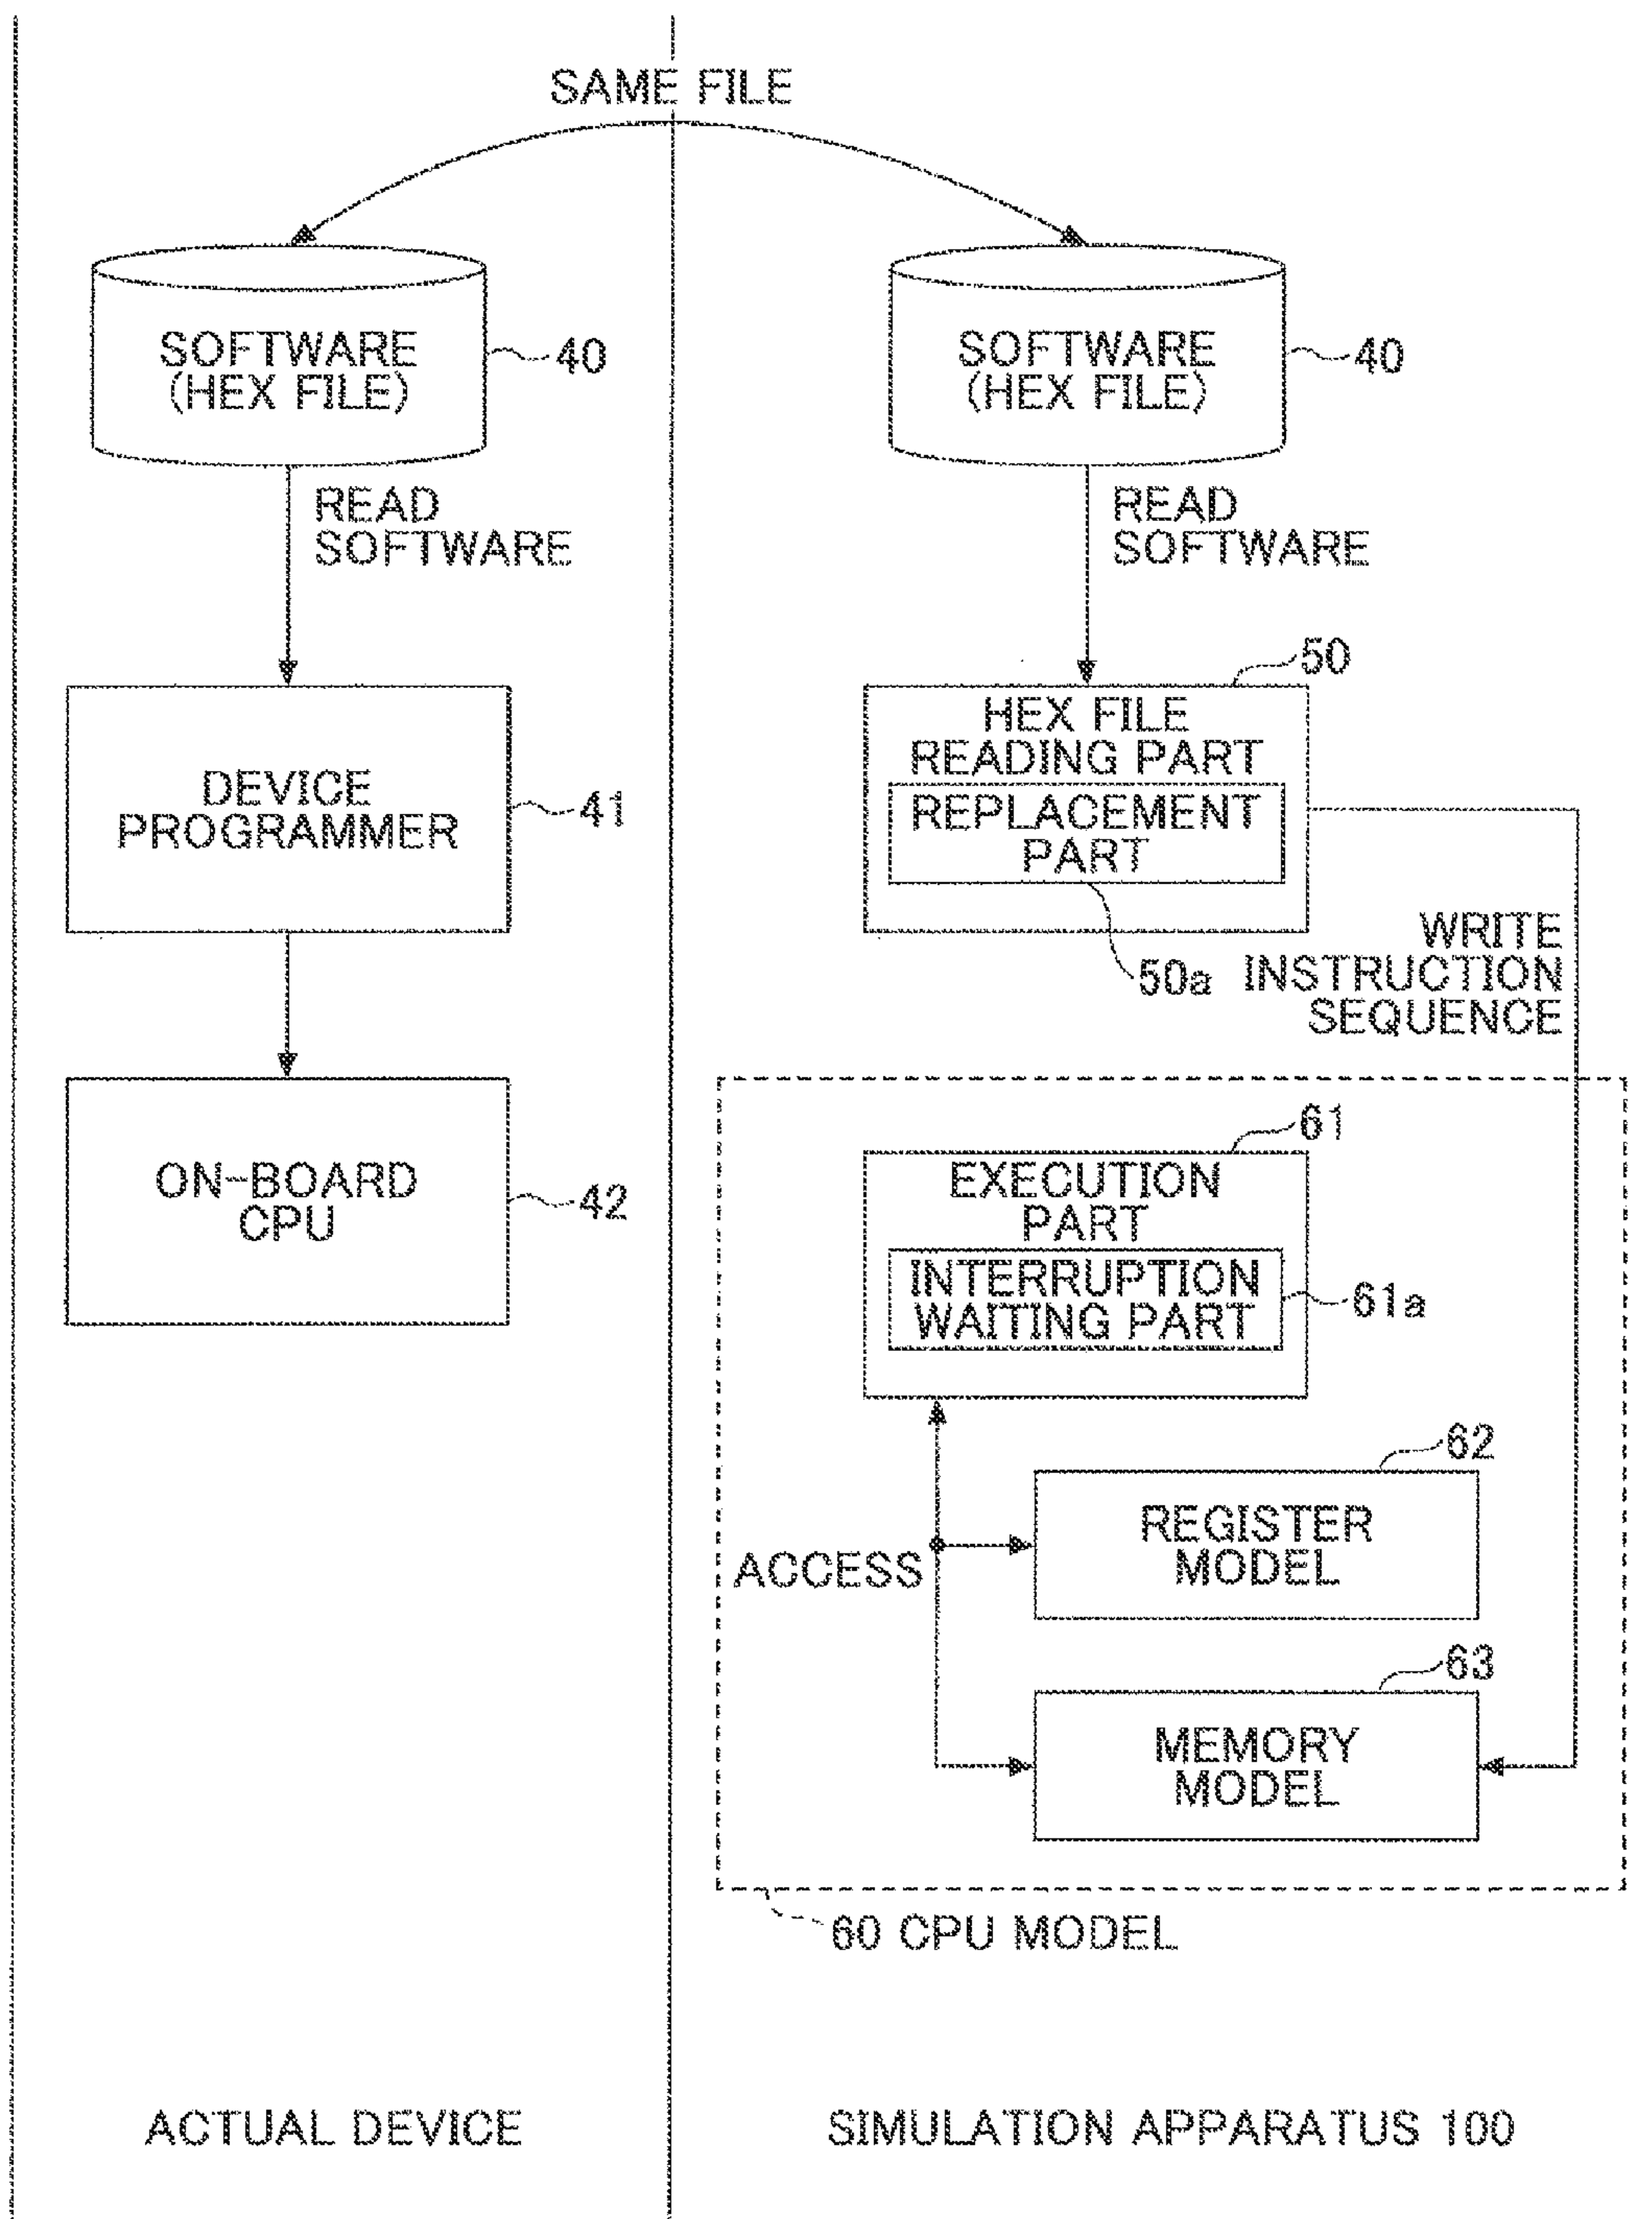 SAME FILE
SOFTWARE
(HEX FILE)
40
READ
SOFTWARE
DEVICE
PROGRAMMER
41
ON-BOARD
CPU
42
ACTUAL DEVICE
SOFTWARE
(HEX FILE)
40
READ
SOFTWARE
50
HEX FILE
READING PART
REPLACEMENT
PART
50a
WRITE
INSTRUCTION
SEQUENCE
61
EXECUTION
PART
INTERRUPTION
WAITING PART
61a
62
REGISTER
MODEL
ACCESS
63
MEMORY
MODEL
60 CPU MODEL
SIMULATION APPARATUS 100